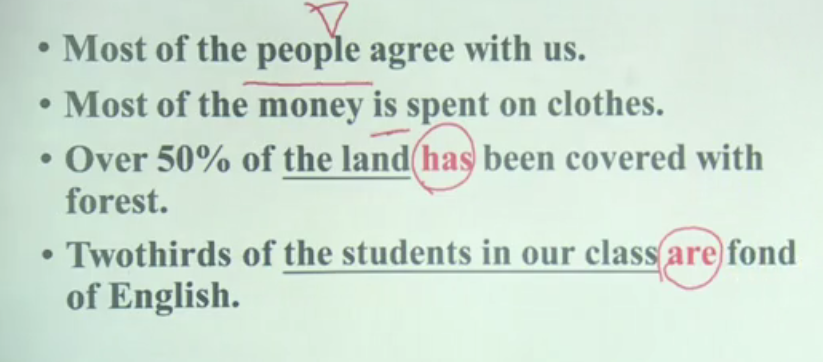 • Most of the people agree with us.
• Most of the money is spent on clothes.
• Over 50% of the land has been covered with
forest.
• Twothirds of the students in our class are fond
of English.